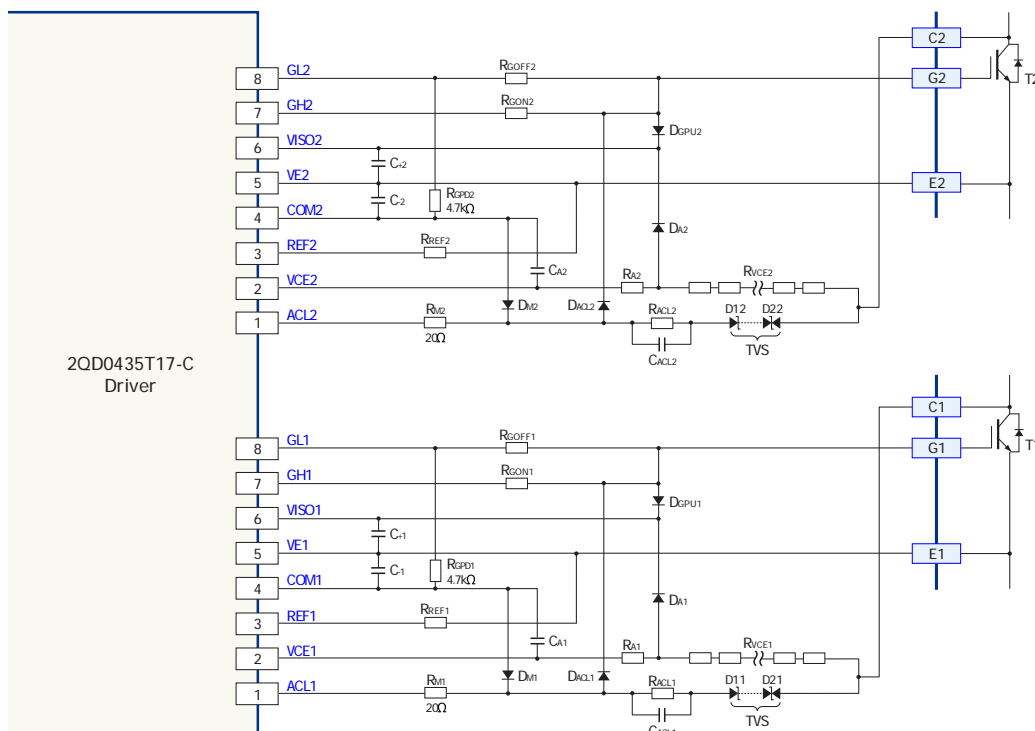 2QD0435T17-C
Driver
8 GL2
7 GH2
6 VISO2
5 VE2
4 COM2
3 REF2
2 VCE2
1 ACL2
RGOFF2
RGON2
C+2
C-2
RGPD2
4.7kΩ
RREF2
CA2
RM2
20Ω
DM2
DACL2
DGPU2
DA2
RA2
RVCE2
RACL2
CACL2
D12 D22
TVS
C2
G2
E2
T2
8 GL1
7 GH1
6 VISO1
5 VE1
4 COM1
3 REF1
2 VCE1
1 ACL1
RGOFF1
RGON1
C+1
C-1
RGPD1
4.7kΩ
RREF1
CA1
RM1
20Ω
DM1
DACL1
DGPU1
DA1
RA1
RVCE1
RACL1
CACL1
D11 D21
TVS
C1
G1
E1